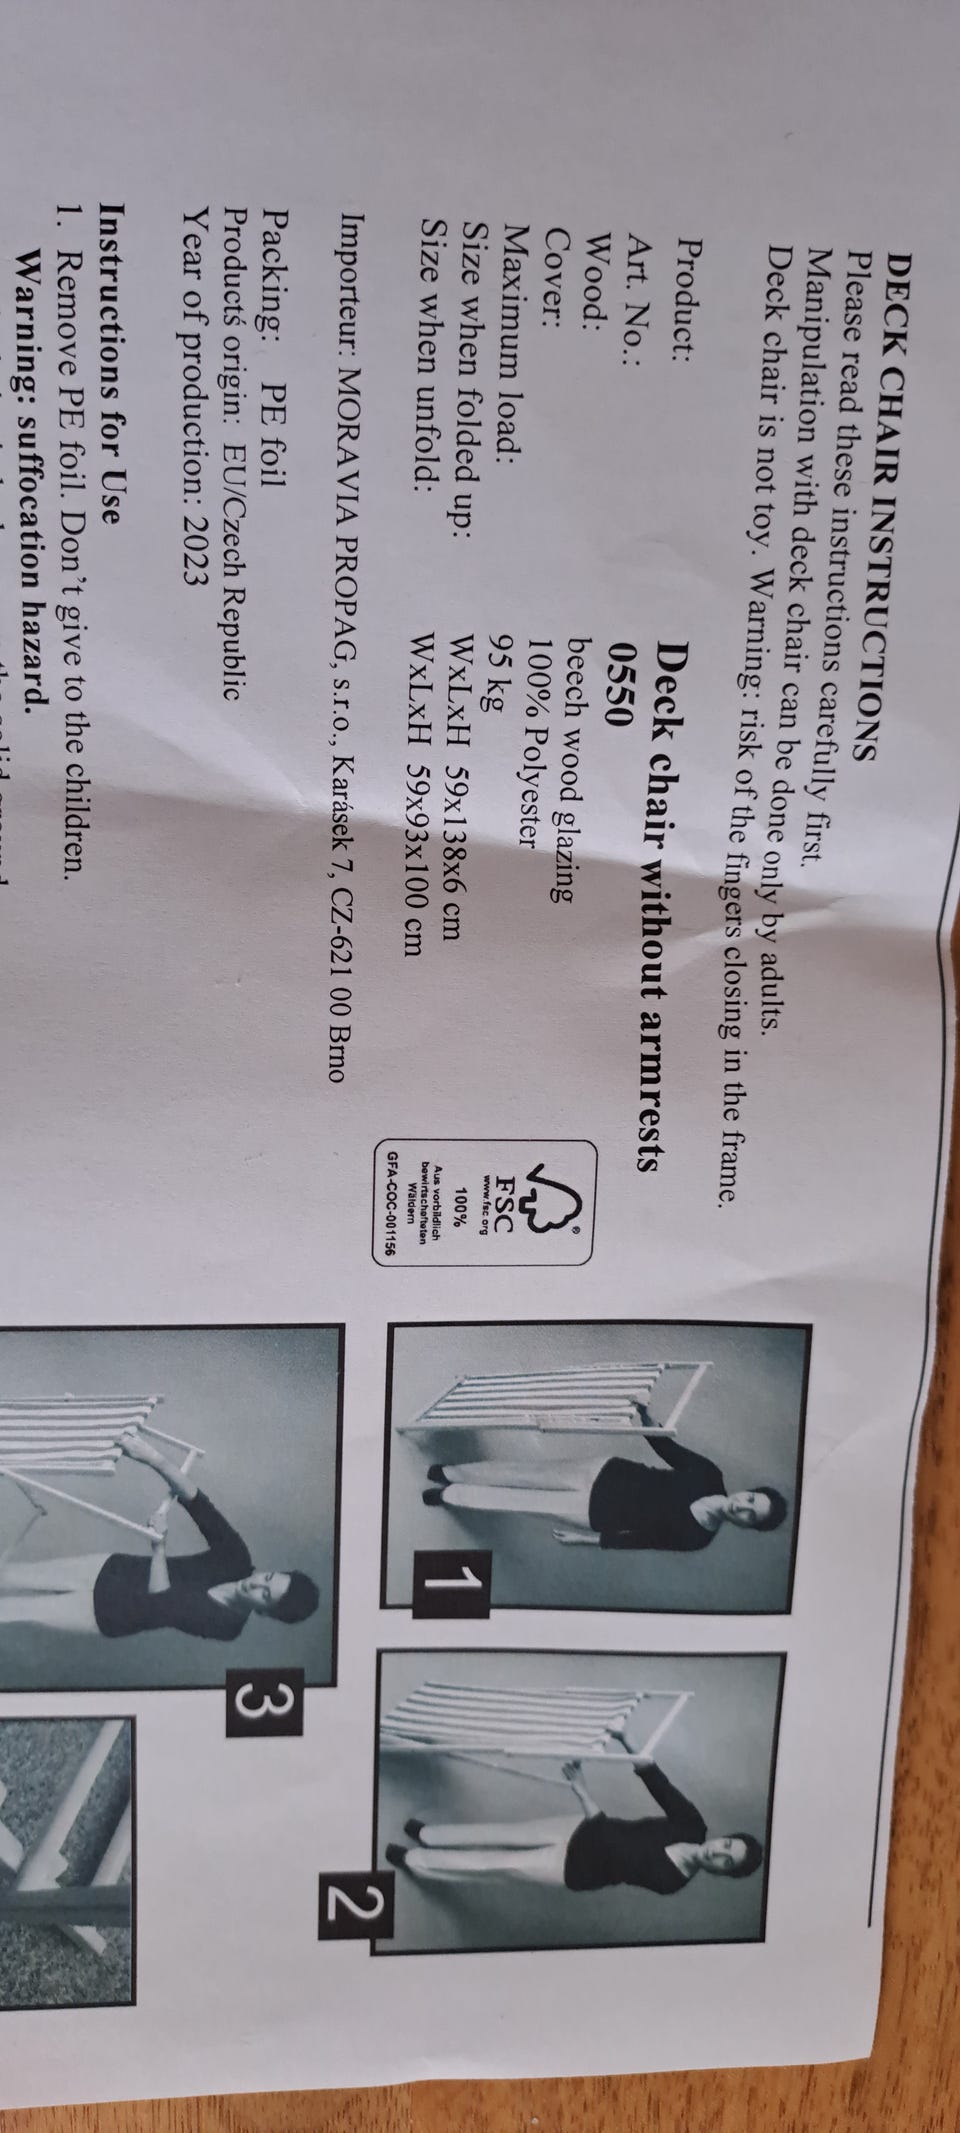 DECK CHAIR INSTRUCTIONS
Please read these instructions carefully first.
Manipulation with deck chair can be done only by adults.
Deck chair is not toy. Warning: risk of the fingers closing in the frame.
Product: Deck chair without armrests
Art. No.: 0550
Wood: beech wood glazing
Cover: 100% Polyester
Maximum load: 95 kg
Size when folded up: WxLxH 59x138x6 cm
Size when unfold: WxLxH 59x93x100 cm
Importeur: MORAVIA PROPAG, s.r.o., Karásek 7, CZ-621 00 Brno
Packing: PE foil
Productś origin: EU/Czech Republic
Year of production: 2023
Instructions for Use
1. Remove PE foil. Don't give to the children.
Warning: suffocation hazard.
®
FSC
www.fsc.org
100%
Aus vorbildlich
bewirtschafteten
Wäldern
GFA-COC-001156
1
2
3